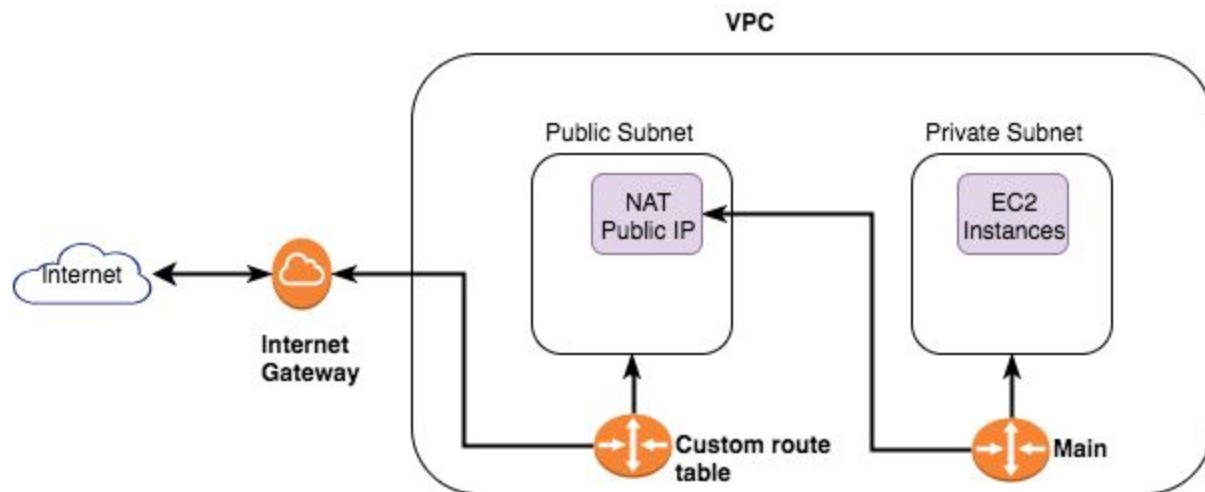 VPC
Public Subnet
Private Subnet
NAT
Public IP
EC2
Instances
Internet
Internet
Gateway
Custom route
table
Main